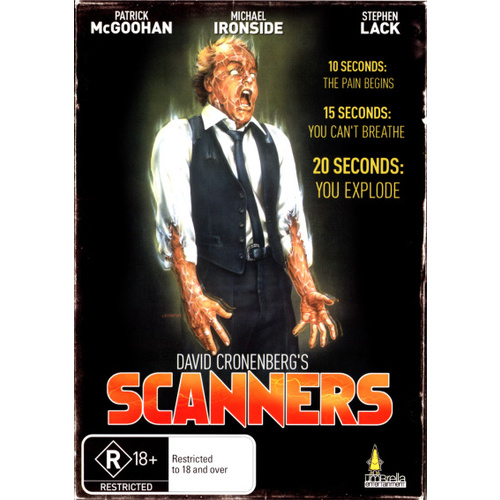 PATRICK
McGOOHAN
MICHAEL
IRONSIDE
STEPHEN
LACK
10 SECONDS:
THE PAIN BEGINS
15 SECONDS:
YOU CAN'T BREATHE
20 SECONDS:
YOU EXPLODE
DAVID CRONENBERG'S
SCANNERS
R 18+
RESTRICTED
Restricted
to 18 and over
umbrella
entertainment